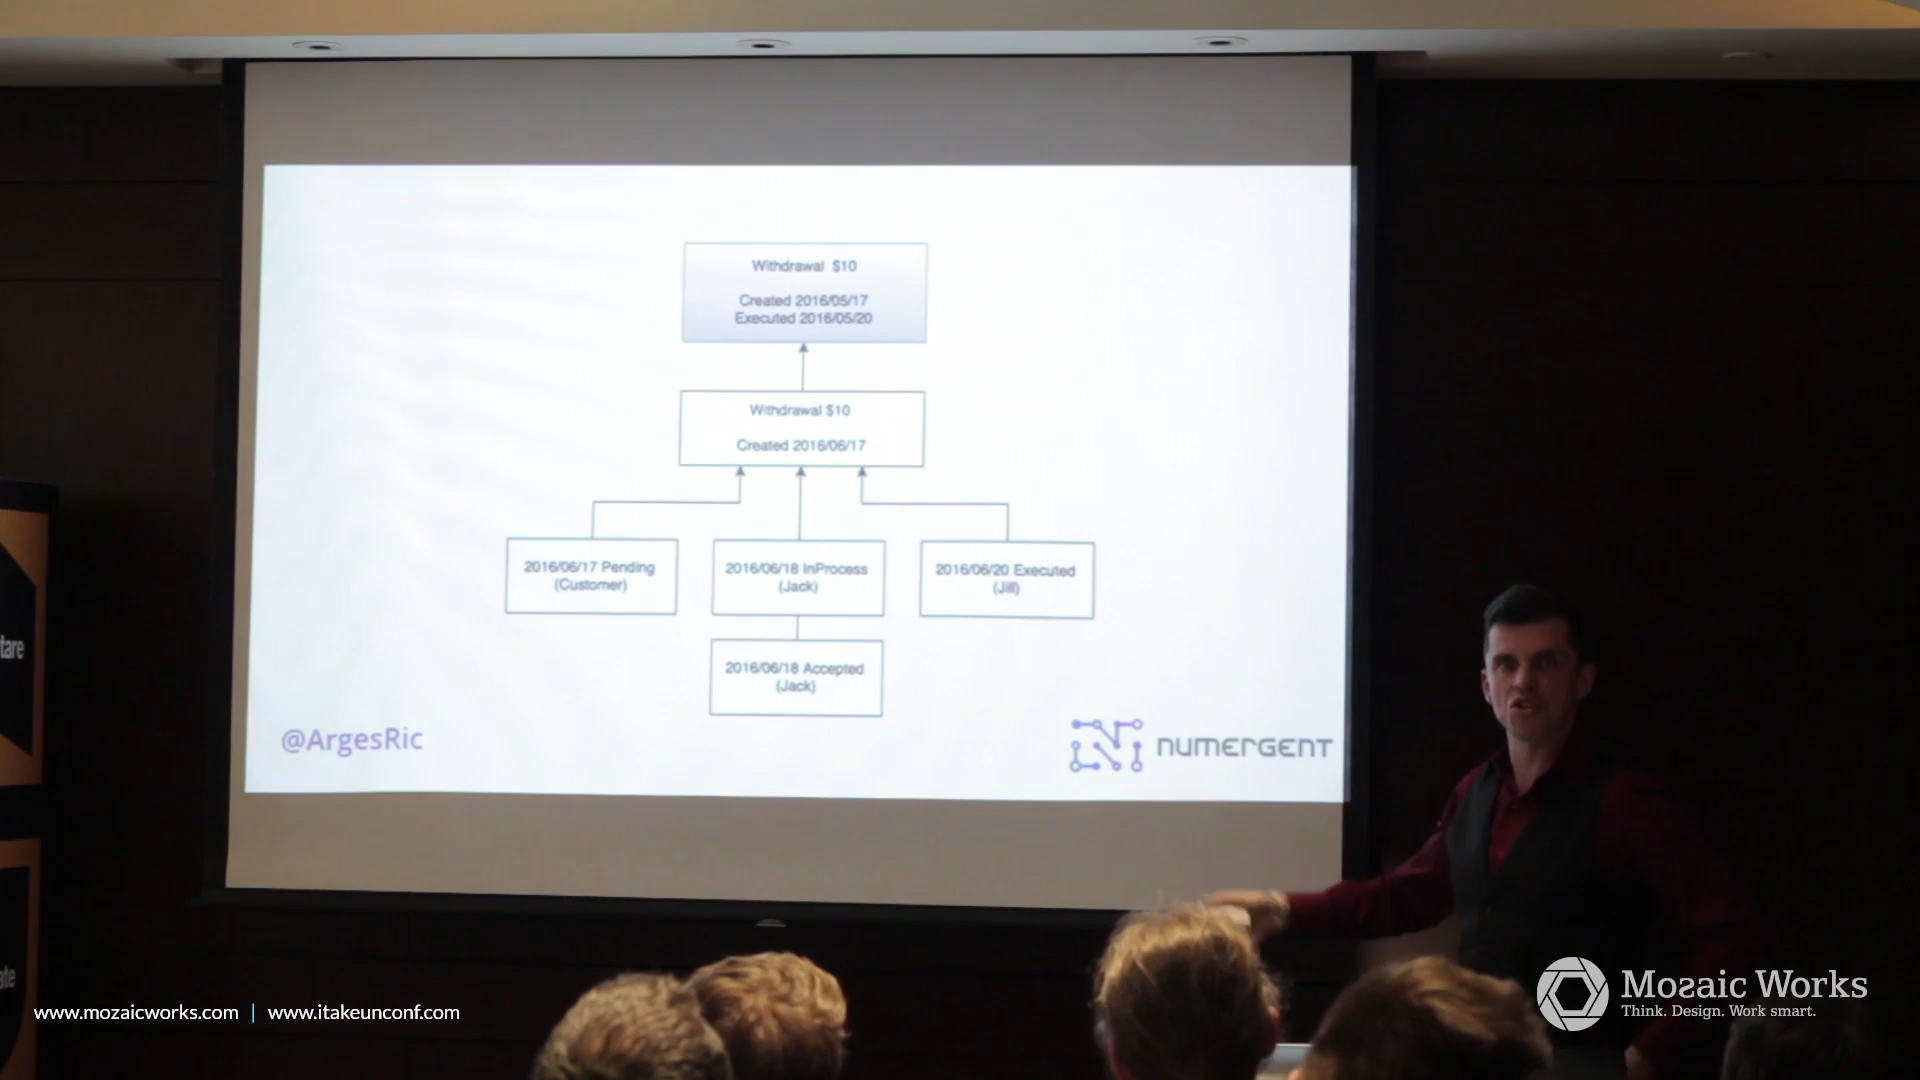 Withdrawal $10
Created 2016/05/17
Executed 2016/05/20
Withdrawal $10
Created 2016/06/17
2016/06/17 Pending
(Customer)
2016/06/18 InProcess
(Jack)
2016/06/20 Executed
(Jill)
2016/06/18 Accepted
(Jack)
@ArgesRic
NUMERGENT
tare
ate
www.mozaicworks.com | www.itakeunconf.com
Mozaic Works
Think. Design. Work smart.